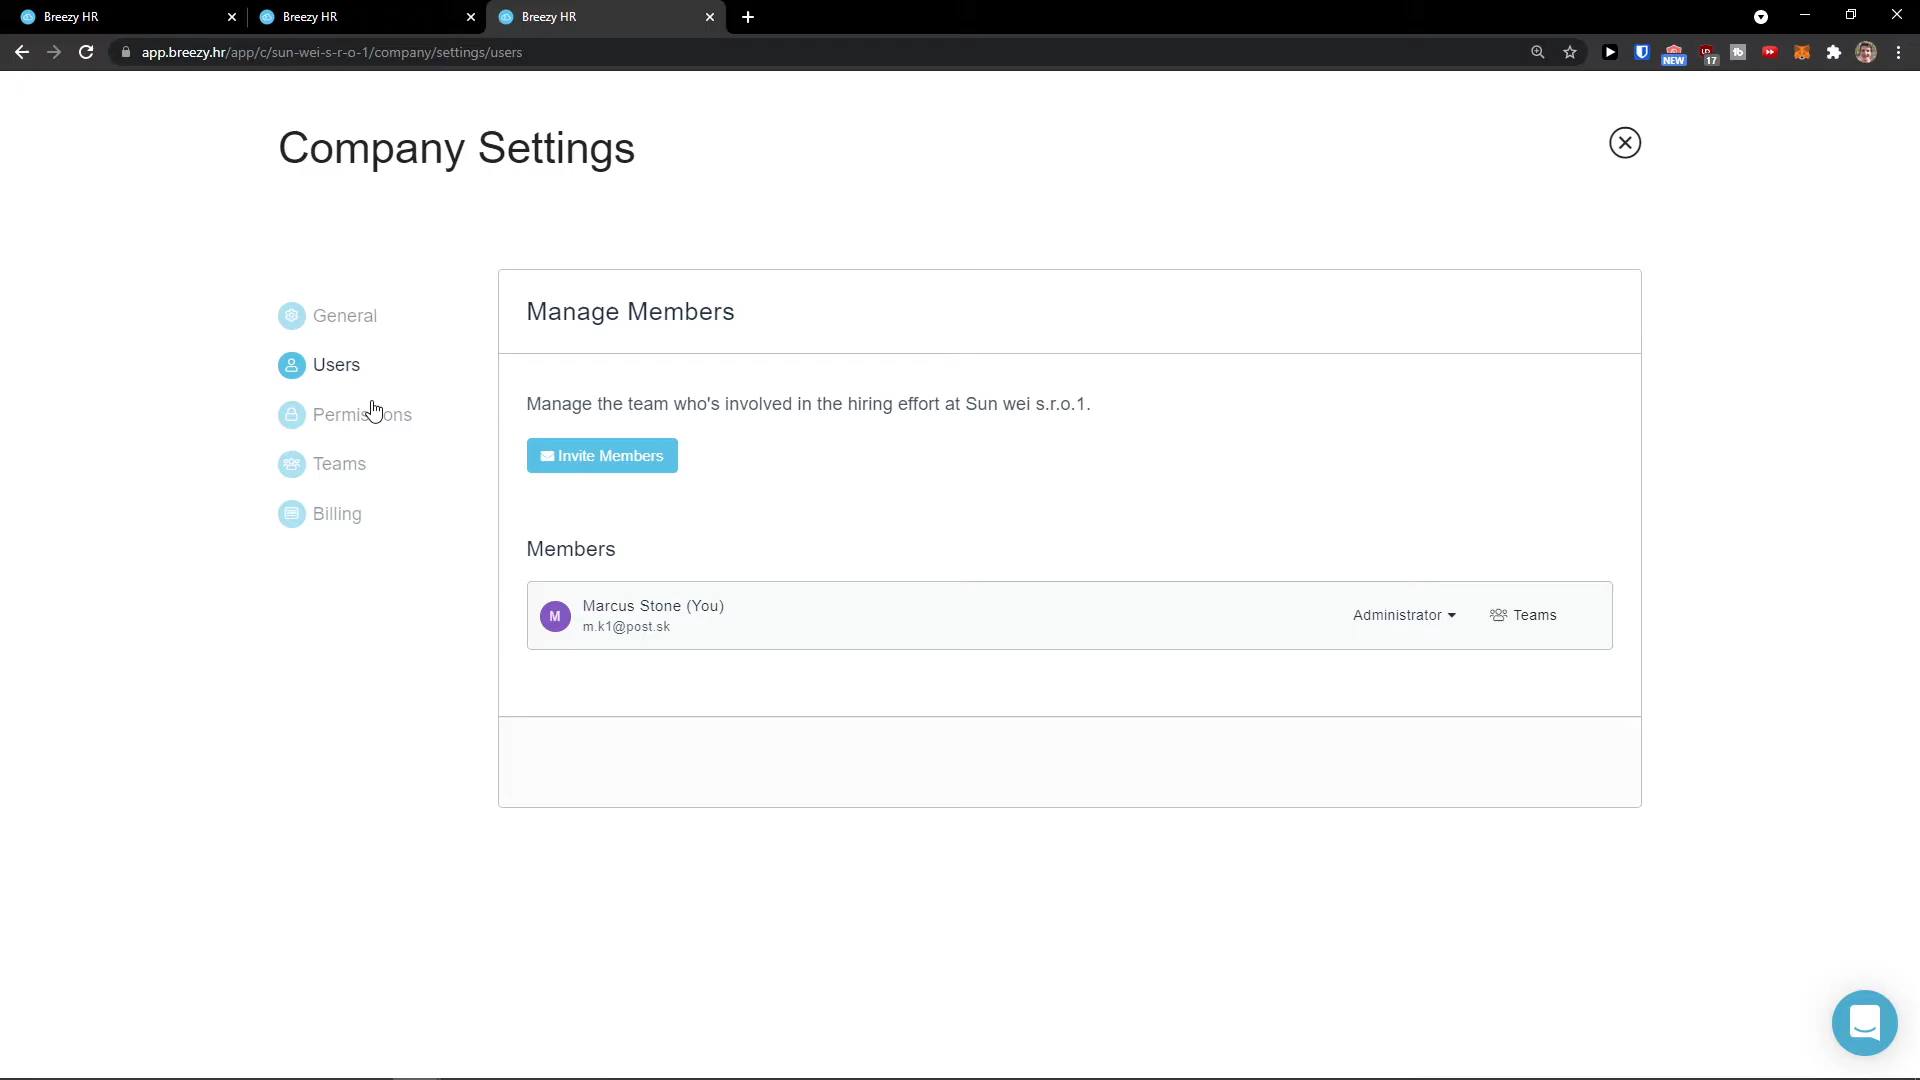 Breezy HR
Breezy HR
Breezy HR
app.breezy.hr/app/c/sun-wei-s-r-o-1/company/settings/users
NEW
17
Company Settings
General
Users
Permissions
Teams
Billing
Manage Members
Manage the team who's involved in the hiring effort at Sun wei s.r.o.1.
Invite Members
Members
M
Marcus Stone (You)
m.k1@post.sk
Administrator
Teams